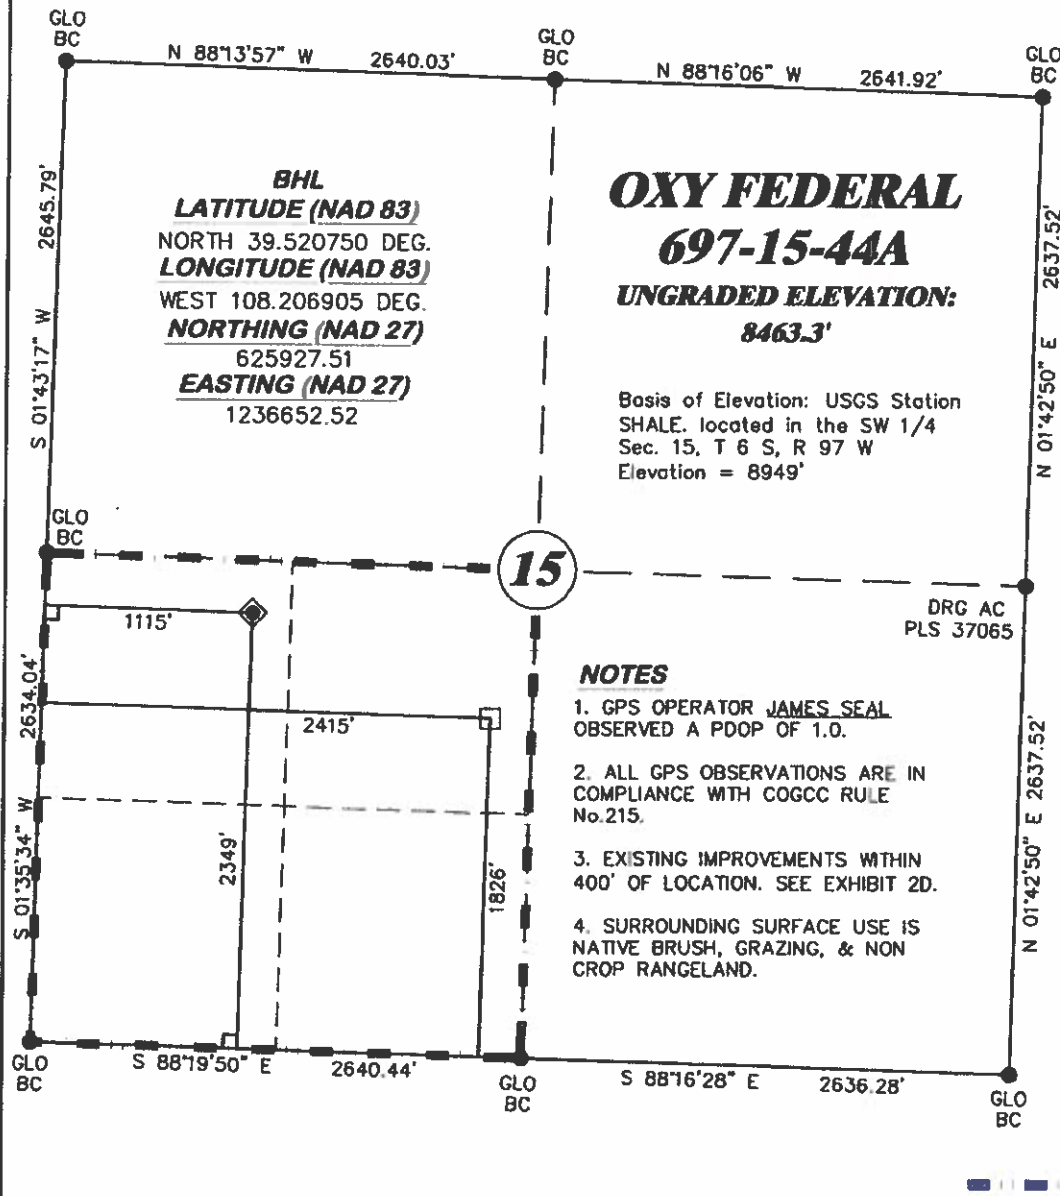 GLO
BC
N 88°13'57" W 2640.03'
GLO
BC
N 88°16'06" W 2641.92'
GLO
BC
2645.79'
S 01°43'17" W
BHL
LATITUDE (NAD 83)
NORTH 39.520750 DEG.
LONGITUDE (NAD 83)
WEST 108.206905 DEG.
NORTHING (NAD 27)
625927.51
EASTING (NAD 27)
1236652.52
OXY FEDERAL
697-15-44A
UNGRADED ELEVATION:
8463.3'
Basis of Elevation: USGS Station
SHALE. located in the SW 1/4
Sec. 15, T 6 S, R 97 W
Elevation = 8949'
2637.52'
N 01°42'50" E
GLO
BC
15
DRG AC
PLS 37065
1115'
2634.04'
S 01°35'34" W
2415'
2349'
1826'
NOTES
1. GPS OPERATOR JAMES SEAL
OBSERVED A PDOP OF 1.0.
2. ALL GPS OBSERVATIONS ARE IN
COMPLIANCE WITH COGCC RULE
No.215.
3. EXISTING IMPROVEMENTS WITHIN
400' OF LOCATION. SEE EXHIBIT 2D.
4. SURROUNDING SURFACE USE IS
NATIVE BRUSH, GRAZING, & NON
CROP RANGELAND.
N 01°42'50" E 2637.52'
GLO
BC
S 88°19'50" E 2640.44'
GLO
BC
S 88°16'28" E 2636.28'
GLO
BC